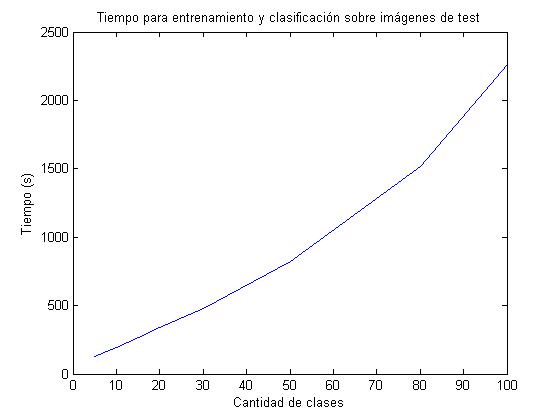 Tiempo para entrenamiento y clasificación sobre imágenes de test
2500
2000
1500
1000
500
0
Tiempo (s)
0 10 20 30 40 50 60 70 80 90 100
Cantidad de clases